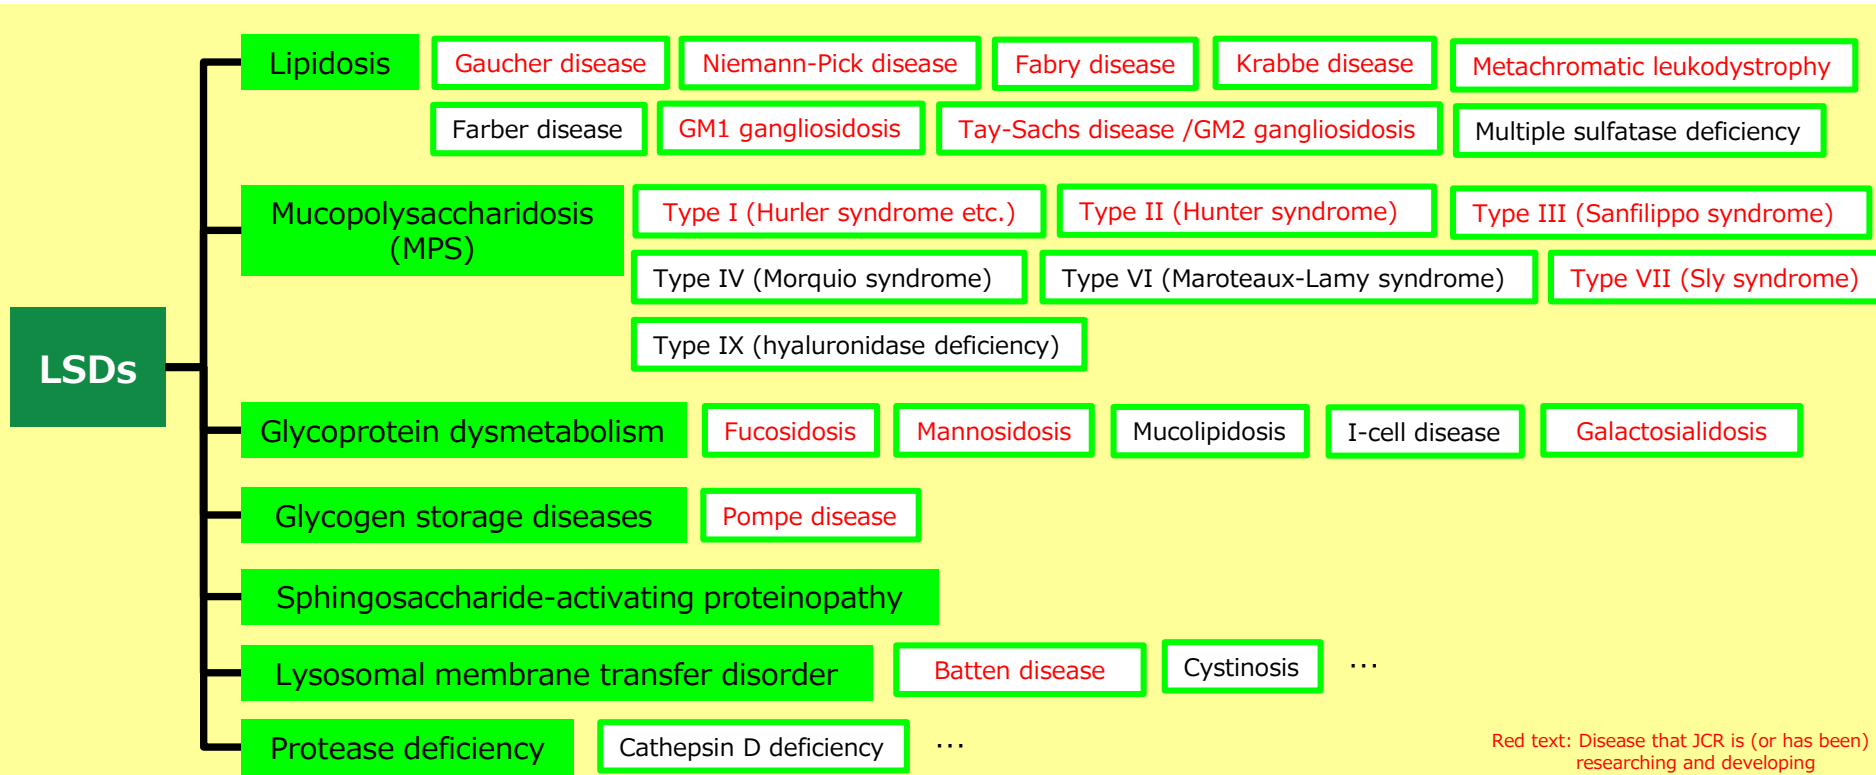 LSDs
Lipidosis
Gaucher disease
Niemann-Pick disease
Fabry disease
Krabbe disease
Metachromatic leukodystrophy
Farber disease
GM1 gangliosidosis
Tay-Sachs disease /GM2 gangliosidosis
Multiple sulfatase deficiency
Mucopolysaccharidosis
(MPS)
Type I (Hurler syndrome etc.)
Type II (Hunter syndrome)
Type III (Sanfilippo syndrome)
Type IV (Morquio syndrome)
Type VI (Maroteaux-Lamy syndrome)
Type VII (Sly syndrome)
Type IX (hyaluronidase deficiency)
Glycoprotein dysmetabolism
Fucosidosis
Mannosidosis
Mucolipidosis
I-cell disease
Galactosialidosis
Glycogen storage diseases
Pompe disease
Sphingosaccharide-activating proteinopathy
Lysosomal membrane transfer disorder
Batten disease
Cystinosis
…
Protease deficiency
Cathepsin D deficiency
…
Red text: Disease that JCR is (or has been)
researching and developing